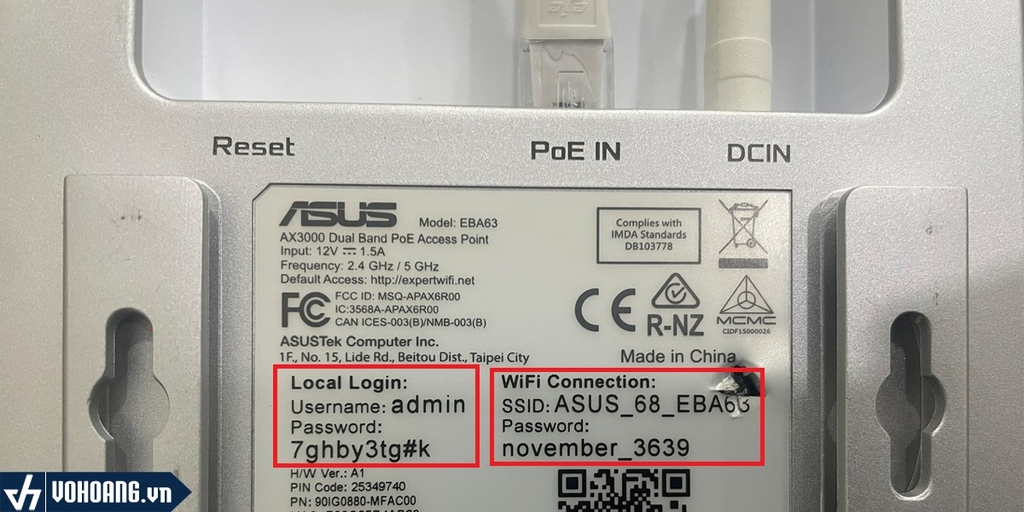 VOHOANG.vn
Reset
PoE IN
DCIN
ASUS Model: EBA63
AX3000 Dual Band PoE Access Point
Input: 12V ⎓ 1.5A
Frequency: 2.4 GHz / 5 GHz
Default Access: http://expertwifi.net
FCC ID: MSQ-APAX6R00
IC:3568A-APAX6R00
CAN ICES-003(B)/NMB-003(B)
ASUSTek Computer Inc.
1F., No. 15, Lide Rd., Beitou Dist., Taipei City
Complies with
IMDA Standards
DB103778
CE
R-NZ
MCMC
CIDF15000026
Made in China
Local Login:
Username: admin
Password:
7ghby3tg#k
WiFi Connection:
SSID: ASUS_68_EBA63
Password:
november_3639
H/W Ver.: A1
PIN Code: 25349740
PN: 90IG0880-MFAC00
VOHOANG.vn